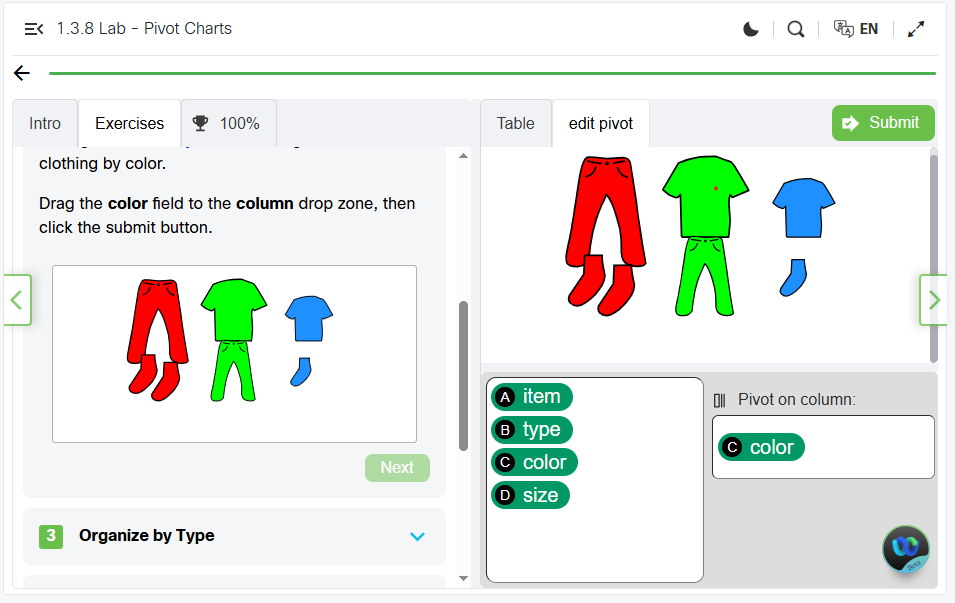 1.3.8 Lab - Pivot Charts
EN
Intro
Exercises
100%
Table
edit pivot
Submit
clothing by color.
Drag the color field to the column drop zone, then
click the submit button.
Next
3 Organize by Type
A item
B type
C color
D size
Pivot on column:
C color
Beta